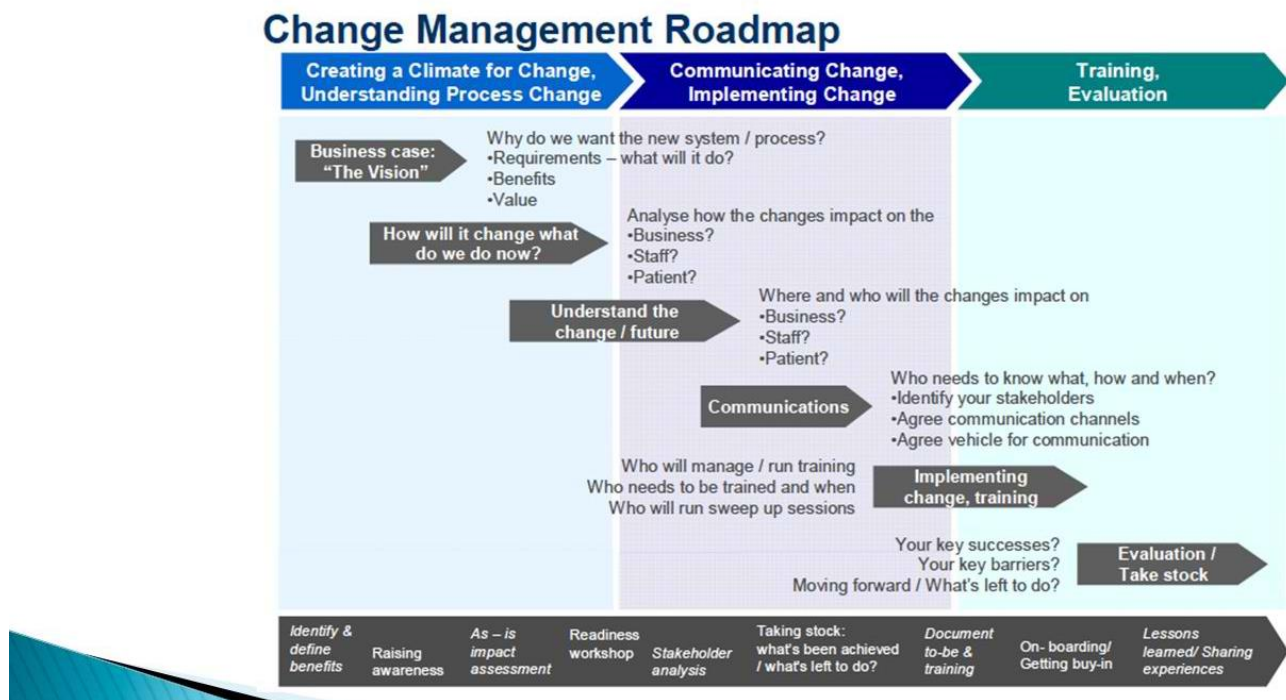 Change Management Roadmap
Creating a Climate for Change,
Understanding Process Change
Communicating Change,
Implementing Change
Training,
Evaluation
Business case:
“The Vision”
Why do we want the new system / process?
•Requirements – what will it do?
•Benefits
•Value
How will it change what
do we do now?
Analyse how the changes impact on the
•Business?
•Staff?
•Patient?
Understand the
change / future
Where and who will the changes impact on
•Business?
•Staff?
•Patient?
Communications
Who needs to know what, how and when?
•Identify your stakeholders
•Agree communication channels
•Agree vehicle for communication
Who will manage / run training
Who needs to be trained and when
Who will run sweep up sessions
Implementing
change, training
Your key successes?
Your key barriers?
Moving forward / What's left to do?
Evaluation /
Take stock
Identify &
define
benefits
Raising
awareness
As – is
impact
assessment
Readiness
workshop
Stakeholder
analysis
Taking stock:
what's been achieved
/ what's left to do?
Document
to-be &
training
On- boarding/
Getting buy-in
Lessons
learned/ Sharing
experiences